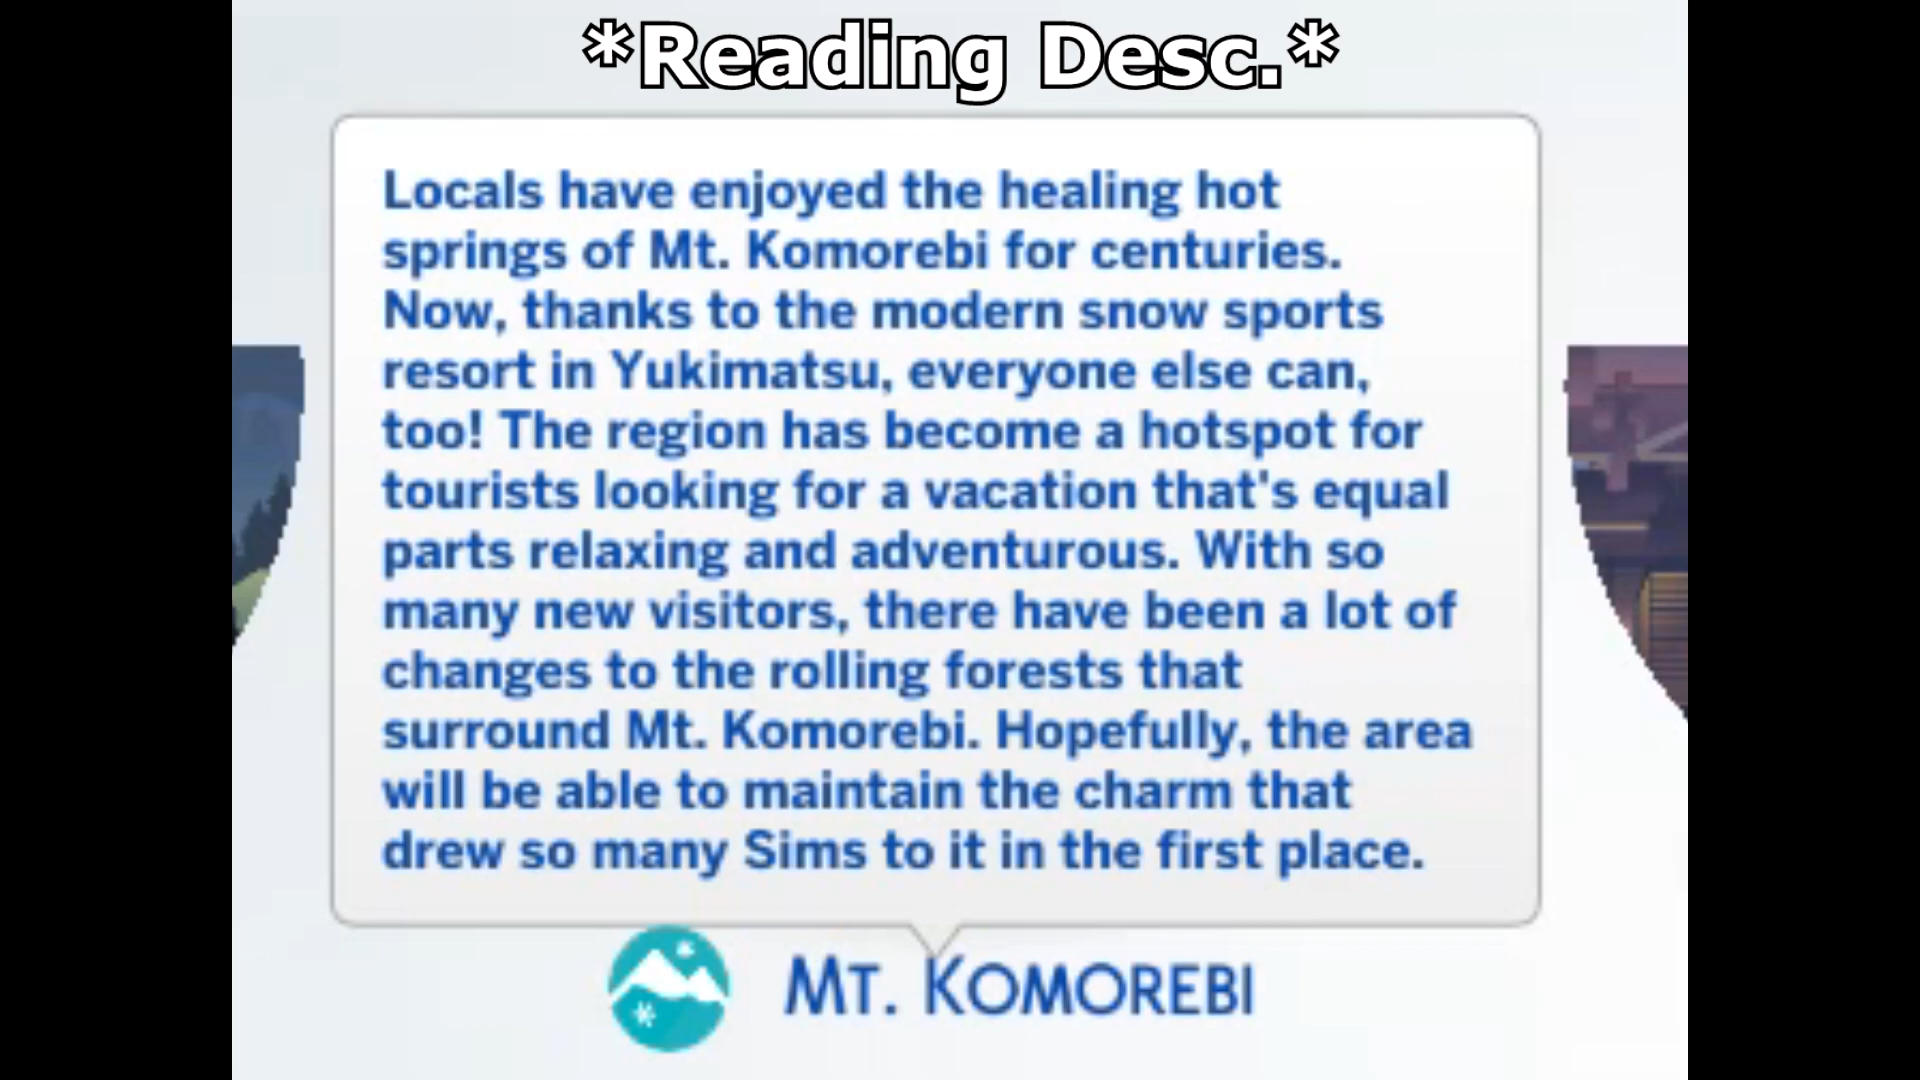 *Reading Desc.*
Locals have enjoyed the healing hot
springs of Mt. Komorebi for centuries.
Now, thanks to the modern snow sports
resort in Yukimatsu, everyone else can,
too! The region has become a hotspot for
tourists looking for a vacation that's equal
parts relaxing and adventurous. With so
many new visitors, there have been a lot of
changes to the rolling forests that
surround Mt. Komorebi. Hopefully, the area
will be able to maintain the charm that
drew so many Sims to it in the first place.
MT. KOMOREBI